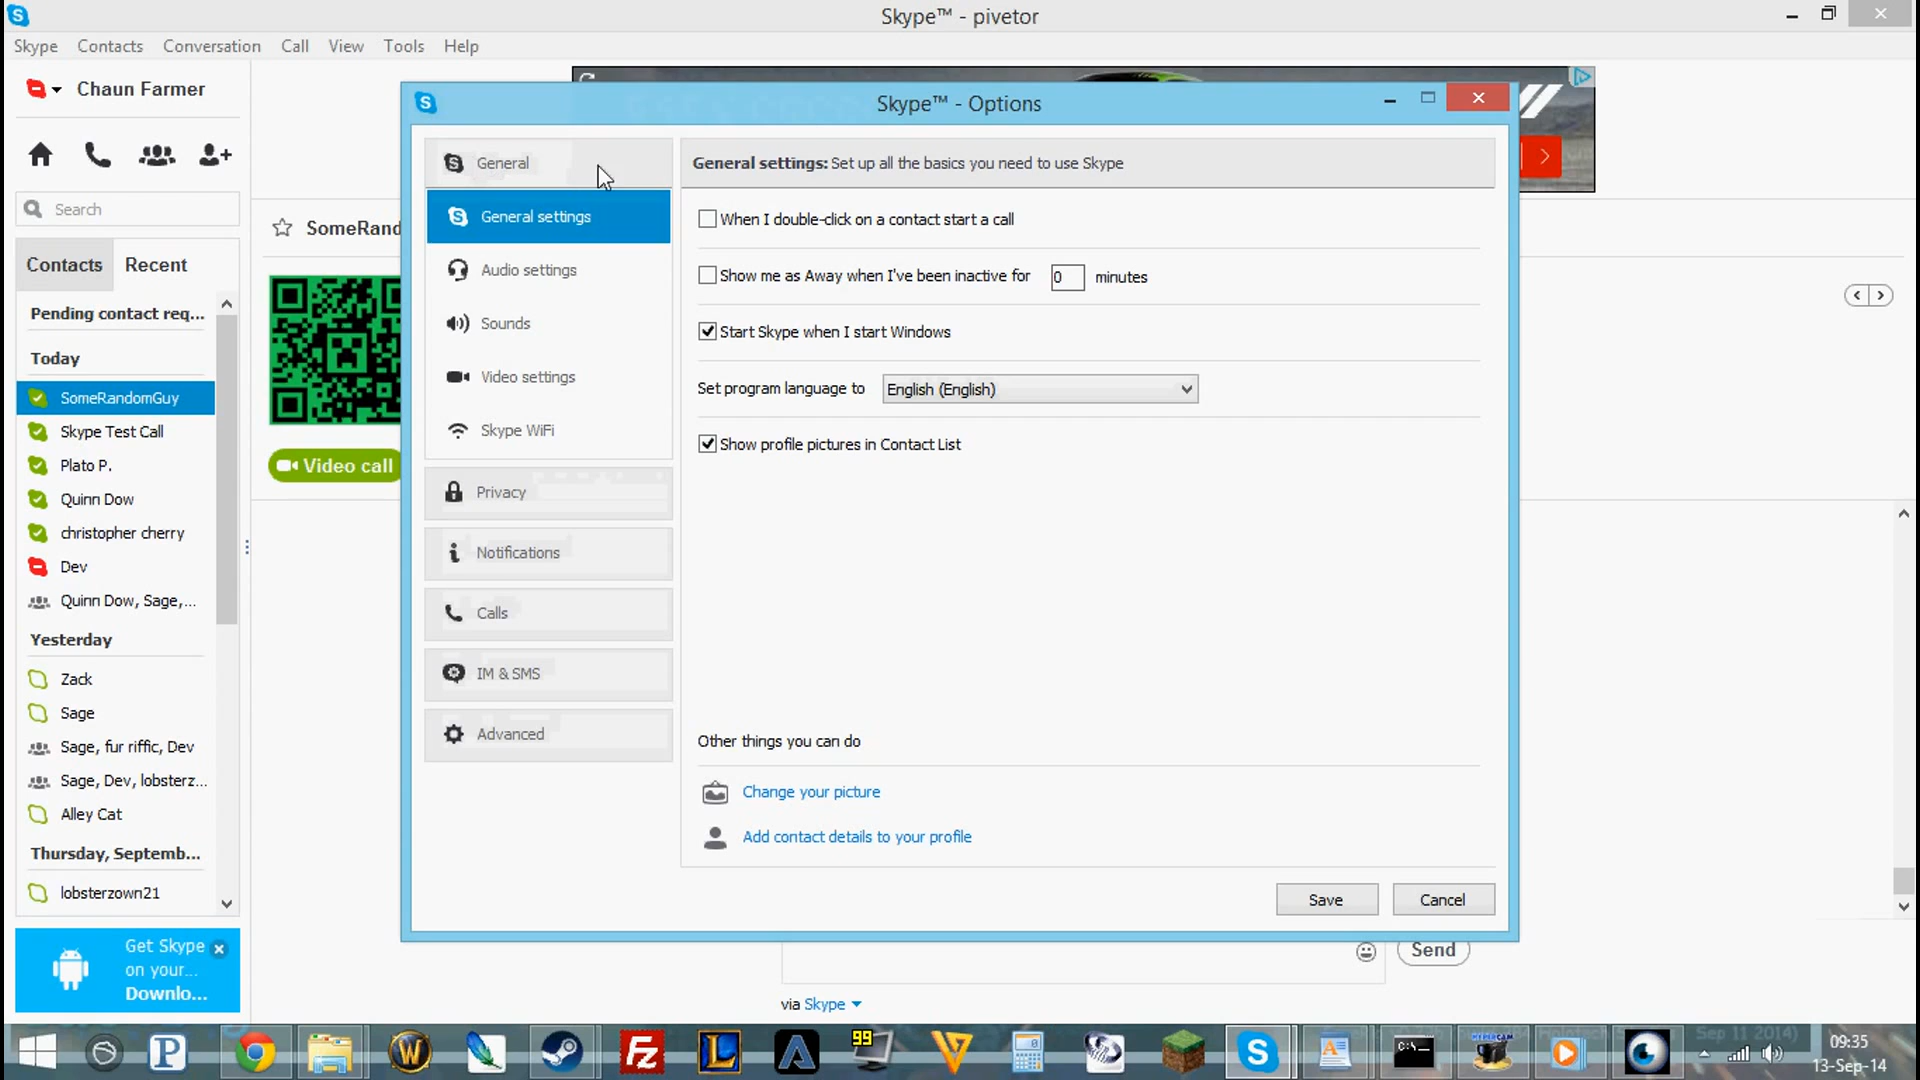 Skype™ - pivetor
Skype Contacts Conversation Call View Tools Help
Chaun Farmer
Search
Contacts Recent
Pending contact req...
Today
SomeRandomGuy
Skype Test Call
Plato P.
Quinn Dow
christopher cherry
Dev
Quinn Dow, Sage,...
Yesterday
Zack
Sage
Sage, fur riffic, Dev
Sage, Dev, lobsterz...
Alley Cat
Thursday, Septemb...
lobsterzown21
Get Skype
on your...
Downlo...
SomeRand
Video call
Skype™ - Options
General
General settings
Audio settings
Sounds
Video settings
Skype WiFi
Privacy
Notifications
Calls
IM & SMS
Advanced
General settings: Set up all the basics you need to use Skype
When I double-click on a contact start a call
Show me as Away when I've been inactive for 0 minutes
Start Skype when I start Windows
Set program language to English (English)
Show profile pictures in Contact List
Other things you can do
Change your picture
Add contact details to your profile
Save Cancel
Send
via Skype
99
HYPERCAM
Sep 11 2014)
09:35
13-Sep-14